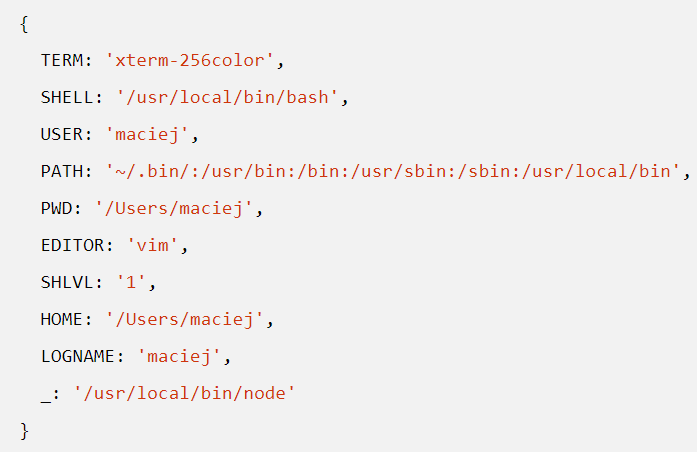 {
TERM: 'xterm-256color',
SHELL: '/usr/local/bin/bash',
USER: 'maciej',
PATH: '~/.bin/:/usr/bin:/bin:/usr/sbin:/sbin:/usr/local/bin',
PWD: '/Users/maciej',
EDITOR: 'vim',
SHLVL: '1',
HOME: '/Users/maciej',
LOGNAME: 'maciej',
_: '/usr/local/bin/node'
}